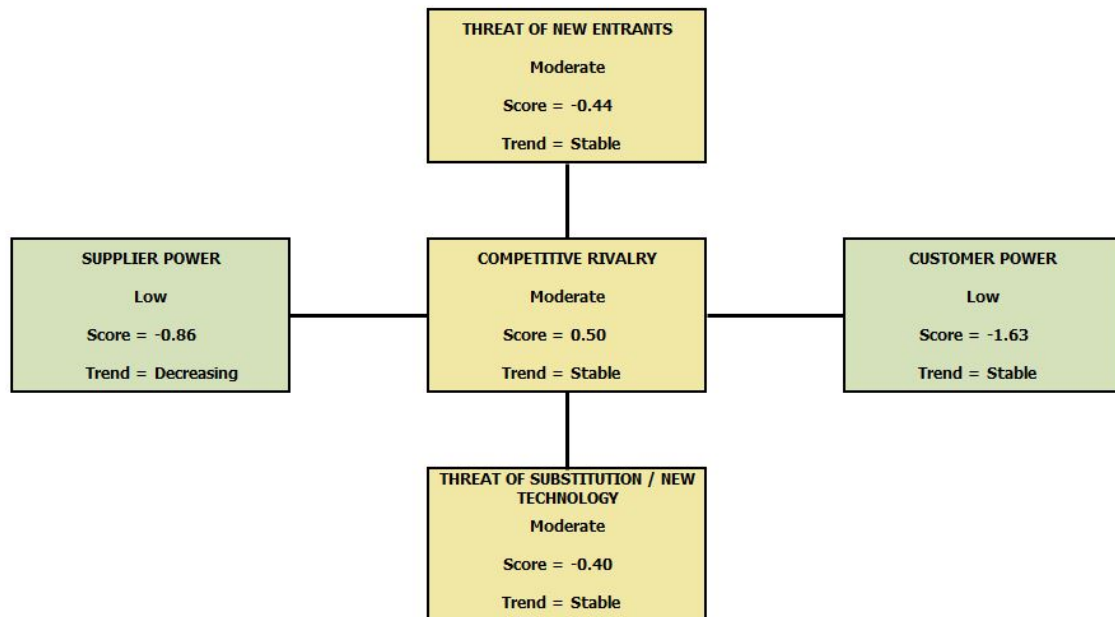 THREAT OF NEW ENTRANTS
Moderate
Score = -0.44
Trend = Stable
SUPPLIER POWER
Low
Score = -0.86
Trend = Decreasing
COMPETITIVE RIVALRY
Moderate
Score = 0.50
Trend = Stable
CUSTOMER POWER
Low
Score = -1.63
Trend = Stable
THREAT OF SUBSTITUTION / NEW
TECHNOLOGY
Moderate
Score = -0.40
Trend = Stable